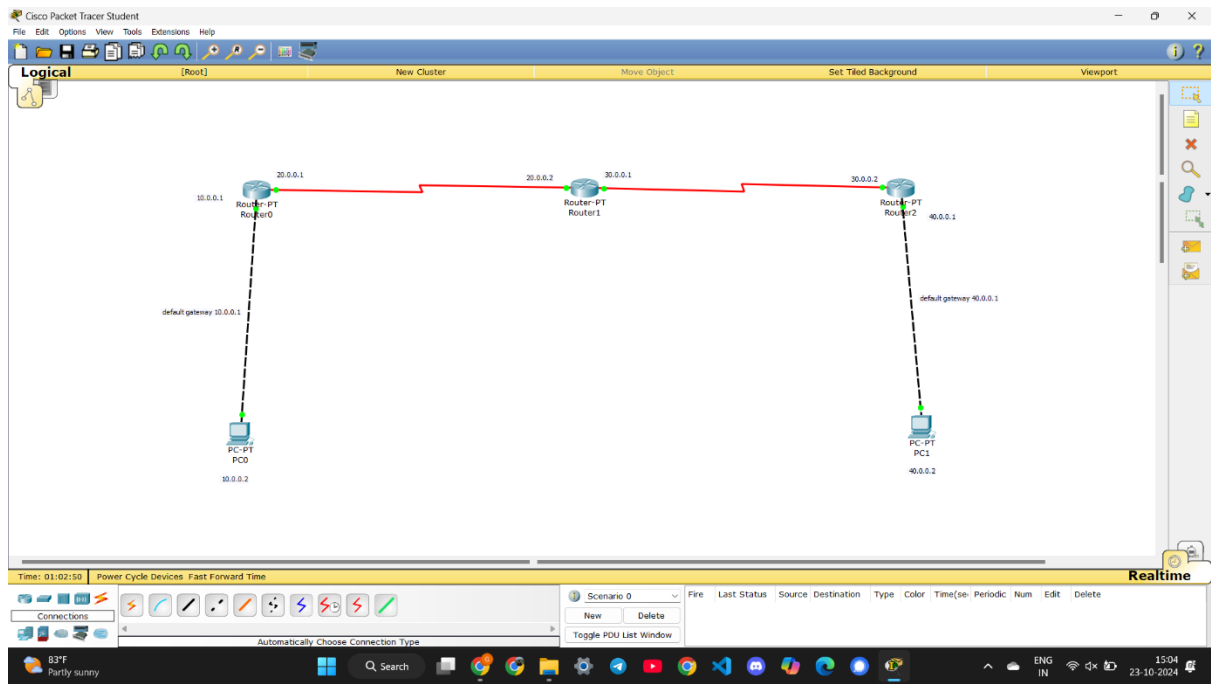 Cisco Packet Tracer Student
File Edit Options View Tools Extensions Help
Logical [Root] New Cluster Move Object Set Tiled Background Viewport
20.0.0.1
20.0.0.2
30.0.0.1
30.0.0.2
10.0.0.1
Router-PT
Router0
Router-PT
Router1
Router-PT
Router2
40.0.0.1
default gateway 10.0.0.1
default gateway 40.0.0.1
PC-PT
PC0
10.0.0.2
PC-PT
PC1
40.0.0.2
Time: 01:02:50 Power Cycle Devices Fast Forward Time
Realtime
Connections
Automatically Choose Connection Type
Scenario 0
New Delete
Toggle PDU List Window
Fire Last Status Source Destination Type Color Time(se Periodic Num Edit Delete
83°F
Partly sunny
Search
ENG
IN
15:04
23-10-2024